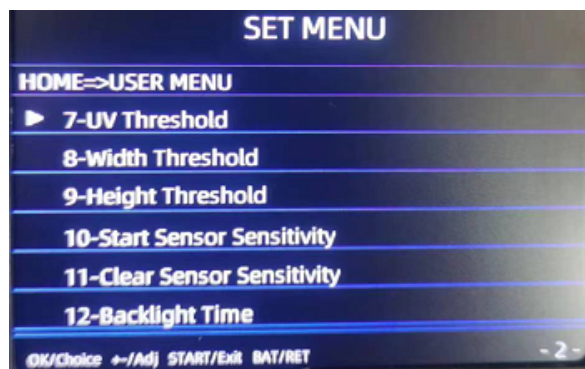 SET MENU
HOME=>USER MENU
7-UV Threshold
8-Width Threshold
9-Height Threshold
10-Start Sensor Sensitivity
11-Clear Sensor Sensitivity
12-Backlight Time
OK/Choice +-/Adj START/Exit BAT/RET
-2-